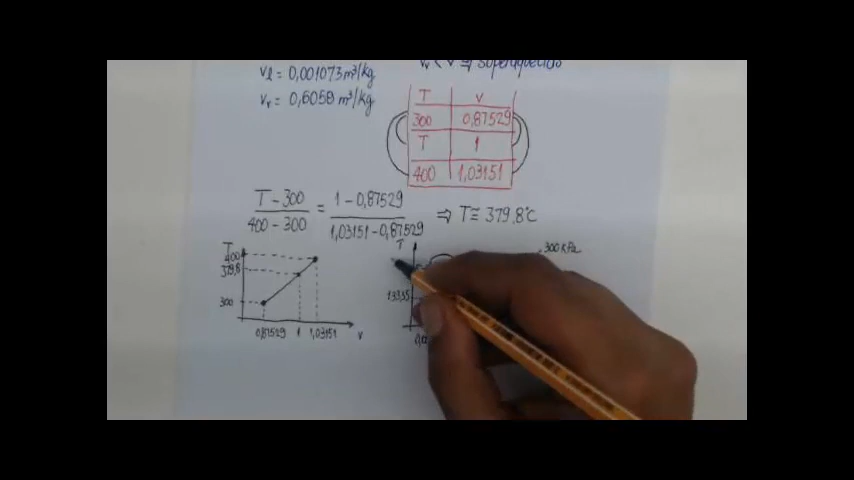 vℓ = 0,001073 m³/kg
vᵥ < v ⇒ superaquecido
vᵥ = 0,6058 m³/kg
T v
300 0,87529
T 1
400 1,03151
T - 300 / 400 - 300 = 1 - 0,87529 / 1,03151 - 0,87529 ⇒ T ≅ 379,8°C
T
400
379,8
300
0,87529 1 1,03151 v
T
300 kPa
133,55